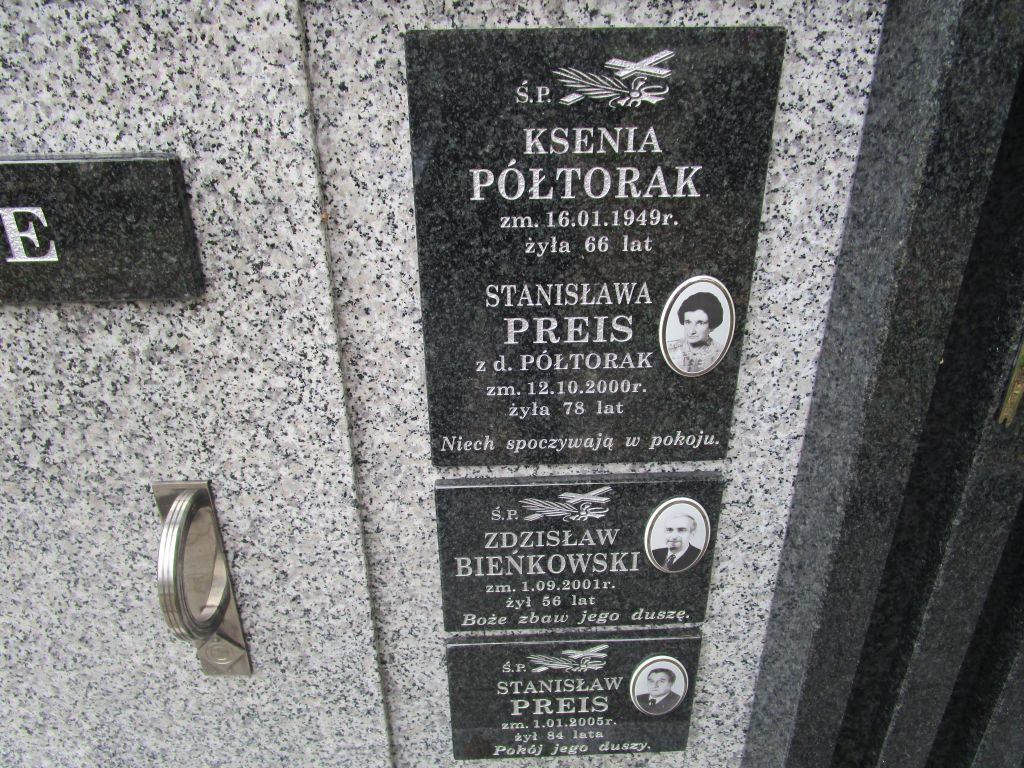 E
Ś.P.
KSENIA
PÓŁTORAK
zm. 16.01.1949r.
żyła 66 lat
STANISŁAWA
PREIS
z d. PÓŁTORAK
zm. 12.10.2000r.
żyła 78 lat
Niech spoczywają w pokoju.
Ś.P.
ZDZISŁAW
BIEŃKOWSKI
zm. 1.09.2001r.
żył 56 lat
Boże zbaw jego duszę.
Ś.P.
STANISŁAW
PREIS
zm. 1.01.2005r.
żył 84 lata
Pokój jego duszy.